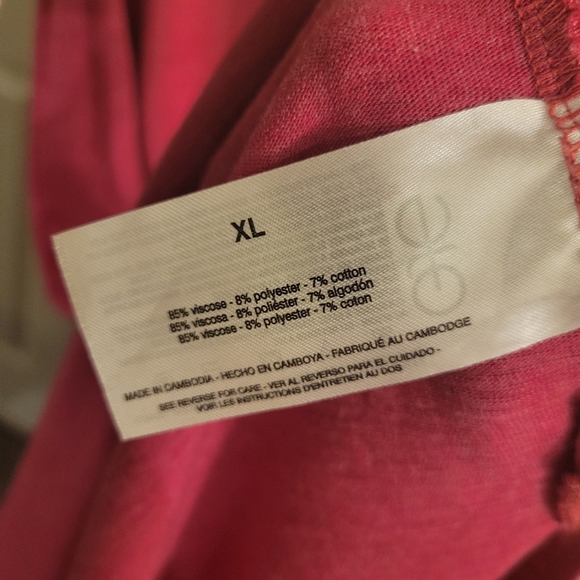 XL
85% viscose - 8% polyester - 7% cotton
85% viscosa - 8% poliéster - 7% algodón
85% viscose - 8% polyester - 7% coton
MADE IN CAMBODIA - HECHO EN CAMBOYA - FABRIQUÉ AU CAMBODGE
SEE REVERSE FOR CARE - VER AL REVERSO PARA EL CUIDADO -
VOIR LES INSTRUCTIONS D'ENTRETIEN AU DOS